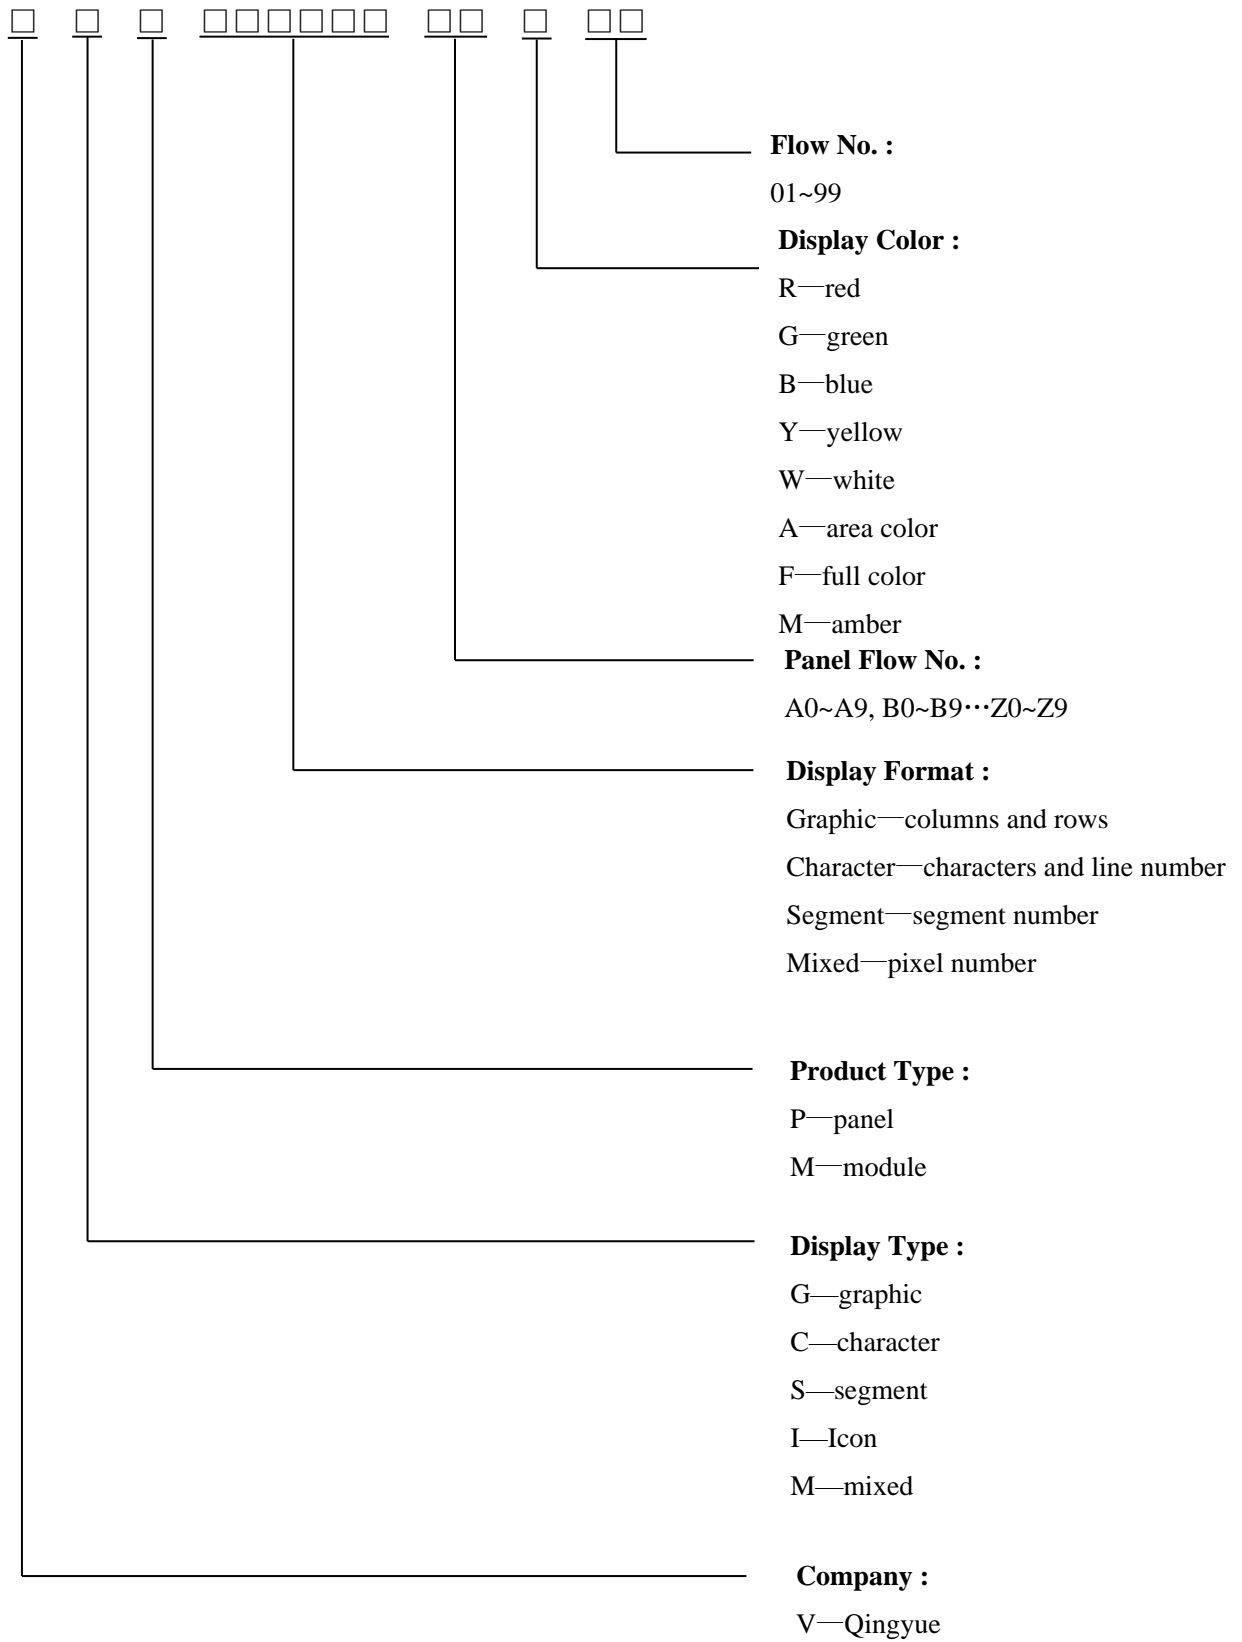 □ □ □ □□□□□□ □□ □ □□
Flow No. :
01~99
Display Color :
R—red
G—green
B—blue
Y—yellow
W—white
A—area color
F—full color
M—amber
Panel Flow No. :
A0~A9, B0~B9···Z0~Z9
Display Format :
Graphic—columns and rows
Character—characters and line number
Segment—segment number
Mixed—pixel number
Product Type :
P—panel
M—module
Display Type :
G—graphic
C—character
S—segment
I—Icon
M—mixed
Company :
V—Qingyue